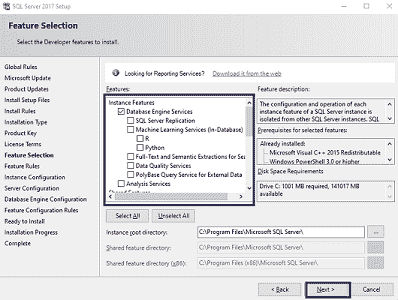 SQL Server 2017 Setup
Feature Selection
Select the Developer features to install.
Global Rules
Microsoft Update
Product Updates
Install Setup Files
Install Rules
Installation Type
Product Key
License Terms
Feature Selection
Feature Rules
Instance Configuration
Server Configuration
Database Engine Configuration
Feature Configuration Rules
Ready to Install
Installation Progress
Complete
Looking for Reporting Services? Download it from the web
Features:
Instance Features
Database Engine Services
SQL Server Replication
Machine Learning Services (In-Database)
R
Python
Full-Text and Semantic Extractions for Sea
Data Quality Services
PolyBase Query Service for External Data
Analysis Services
Feature description:
The configuration and operation of each
instance feature of a SQL Server instance is
isolated from other SQL Server instances. SQL
Prerequisites for selected features:
Already installed:
Microsoft Visual C++ 2015 Redistributable
Windows PowerShell 3.0 or higher
Disk Space Requirements
Drive C: 1001 MB required, 141017 MB
available
Select All
Unselect All
Instance root directory:
C:\Program Files\Microsoft SQL Server\
...
Shared feature directory:
C:\Program Files\Microsoft SQL Server\
Shared feature directory (x86):
C:\Program Files (x86)\Microsoft SQL Server\
< Back
Next >
Cancel